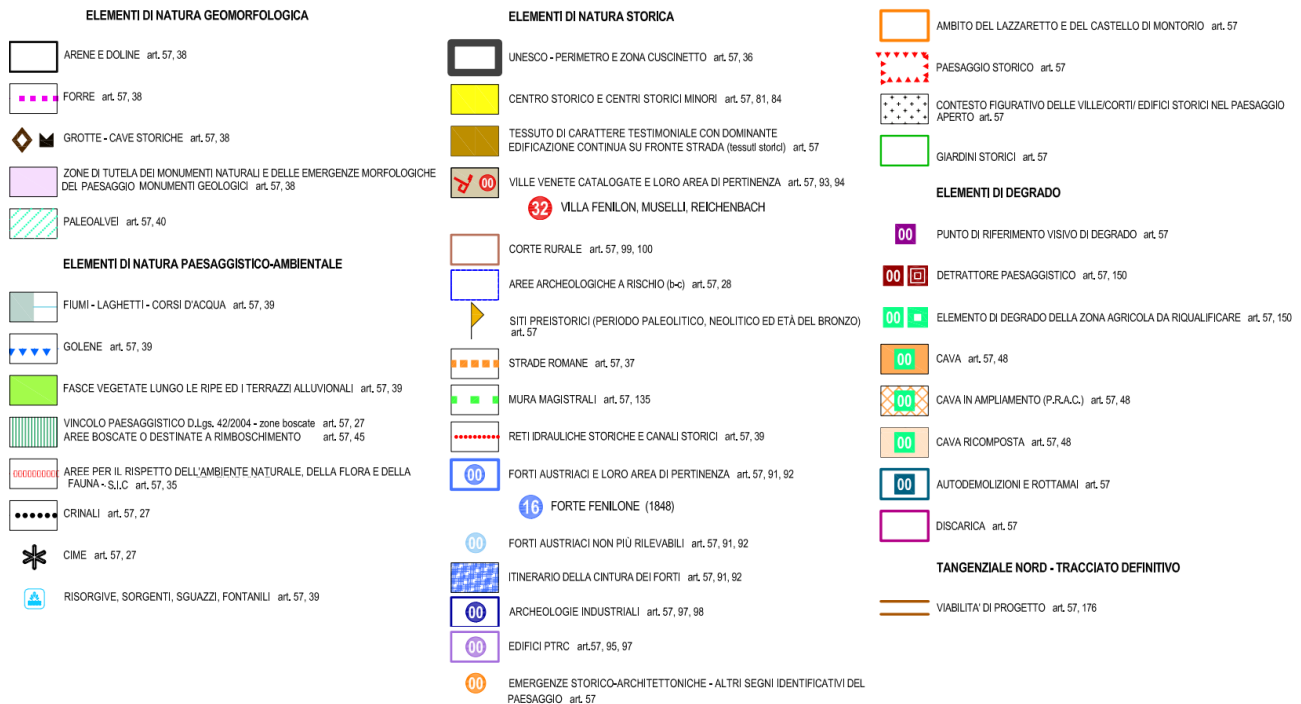 ELEMENTI DI NATURA GEOMORFOLOGICA
ARENE E DOLINE art. 57, 38
FORRE art. 57, 38
GROTTE - CAVE STORICHE art. 57, 38
ZONE DI TUTELA DEI MONUMENTI NATURALI E DELLE EMERGENZE MORFOLOGICHE
DEL PAESAGGIO MONUMENTI GEOLOGICI art. 57, 38
PALEOALVEI art. 57, 40
ELEMENTI DI NATURA PAESAGGISTICO-AMBIENTALE
FIUMI - LAGHETTI - CORSI D'ACQUA art. 57, 39
GOLENE art. 57, 39
FASCE VEGETATE LUNGO LE RIPE ED I TERRAZZI ALLUVIONALI art. 57, 39
VINCOLO PAESAGGISTICO D.Lgs. 42/2004 - zone boscate art. 57, 27
AREE BOSCATE O DESTINATE A RIMBOSCHIMENTO art. 57, 45
AREE PER IL RISPETTO DELL'AMBIENTE NATURALE, DELLA FLORA E DELLA
FAUNA - S.I.C art. 57, 35
CRINALI art. 57, 27
CIME art. 57, 27
RISORGIVE, SORGENTI, SGUAZZI, FONTANILI art. 57, 39
ELEMENTI DI NATURA STORICA
UNESCO - PERIMETRO E ZONA CUSCINETTO art. 57, 36
CENTRO STORICO E CENTRI STORICI MINORI art. 57, 81, 84
TESSUTO DI CARATTERE TESTIMONIALE CON DOMINANTE
EDIFICAZIONE CONTINUA SU FRONTE STRADA (tessuti storici) art. 57
00 VILLE VENETE CATALOGATE E LORO AREA DI PERTINENZA art. 57, 93, 94
32 VILLA FENILON, MUSELLI, REICHENBACH
CORTE RURALE art. 57, 99, 100
AREE ARCHEOLOGICHE A RISCHIO (b-c) art. 57, 28
SITI PREISTORICI (PERIODO PALEOLITICO, NEOLITICO ED ETÀ DEL BRONZO)
art. 57
STRADE ROMANE art. 57, 37
MURA MAGISTRALI art. 57, 135
RETI IDRAULICHE STORICHE E CANALI STORICI art. 57, 39
00 FORTI AUSTRIACI E LORO AREA DI PERTINENZA art. 57, 91, 92
16 FORTE FENILONE (1848)
00 FORTI AUSTRIACI NON PIÙ RILEVABILI art. 57, 91, 92
ITINERARIO DELLA CINTURA DEI FORTI art. 57, 91, 92
00 ARCHEOLOGIE INDUSTRIALI art. 57, 97, 98
00 EDIFICI PTRC art.57, 95, 97
00 EMERGENZE STORICO-ARCHITETTONICHE - ALTRI SEGNI IDENTIFICATIVI DEL
PAESAGGIO art. 57
AMBITO DEL LAZZARETTO E DEL CASTELLO DI MONTORIO art. 57
PAESAGGIO STORICO art. 57
CONTESTO FIGURATIVO DELLE VILLE/CORTI/ EDIFICI STORICI NEL PAESAGGIO
APERTO art. 57
GIARDINI STORICI art. 57
ELEMENTI DI DEGRADO
00 PUNTO DI RIFERIMENTO VISIVO DI DEGRADO art. 57
00 DETRATTORE PAESAGGISTICO art. 57, 150
00 ELEMENTO DI DEGRADO DELLA ZONA AGRICOLA DA RIQUALIFICARE art. 57, 150
00 CAVA art. 57, 48
00 CAVA IN AMPLIAMENTO (P.R.A.C.) art. 57, 48
00 CAVA RICOMPOSTA art. 57, 48
00 AUTODEMOLIZIONI E ROTTAMAI art. 57
DISCARICA art. 57
TANGENZIALE NORD - TRACCIATO DEFINITIVO
VIABILITA' DI PROGETTO art. 57, 176